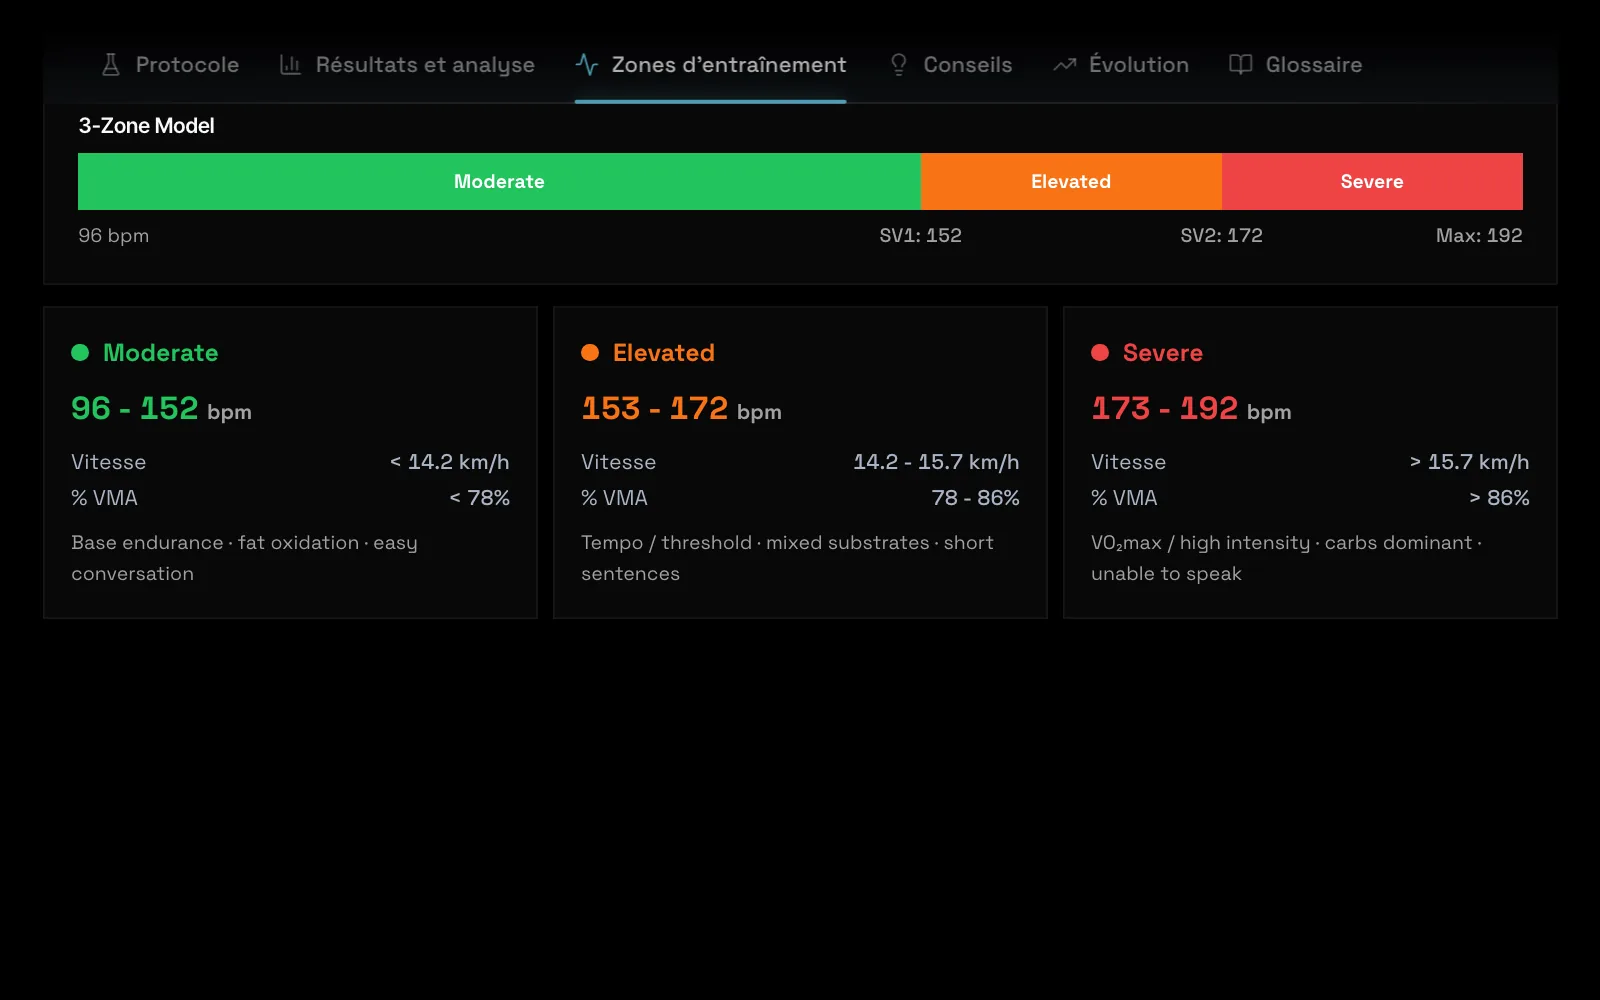 Protocole
Résultats et analyse
Zones d'entraînement
Conseils
Évolution
Glossaire
3-Zone Model
Moderate
Elevated
Severe
96 bpm
SV1: 152
SV2: 172
Max: 192
Moderate
96 - 152 bpm
Vitesse < 14.2 km/h
% VMA < 78%
Base endurance · fat oxidation · easy
conversation
Elevated
153 - 172 bpm
Vitesse 14.2 - 15.7 km/h
% VMA 78 - 86%
Tempo / threshold · mixed substrates · short
sentences
Severe
173 - 192 bpm
Vitesse > 15.7 km/h
% VMA > 86%
VO₂max / high intensity · carbs dominant ·
unable to speak